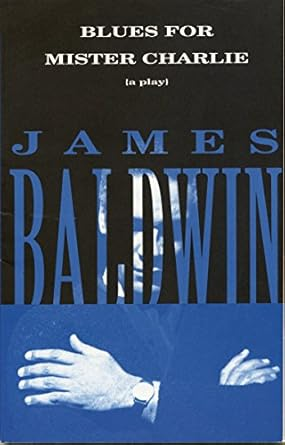 BLUES FOR
MISTER CHARLIE
(a play)
JAMES
BALDWIN